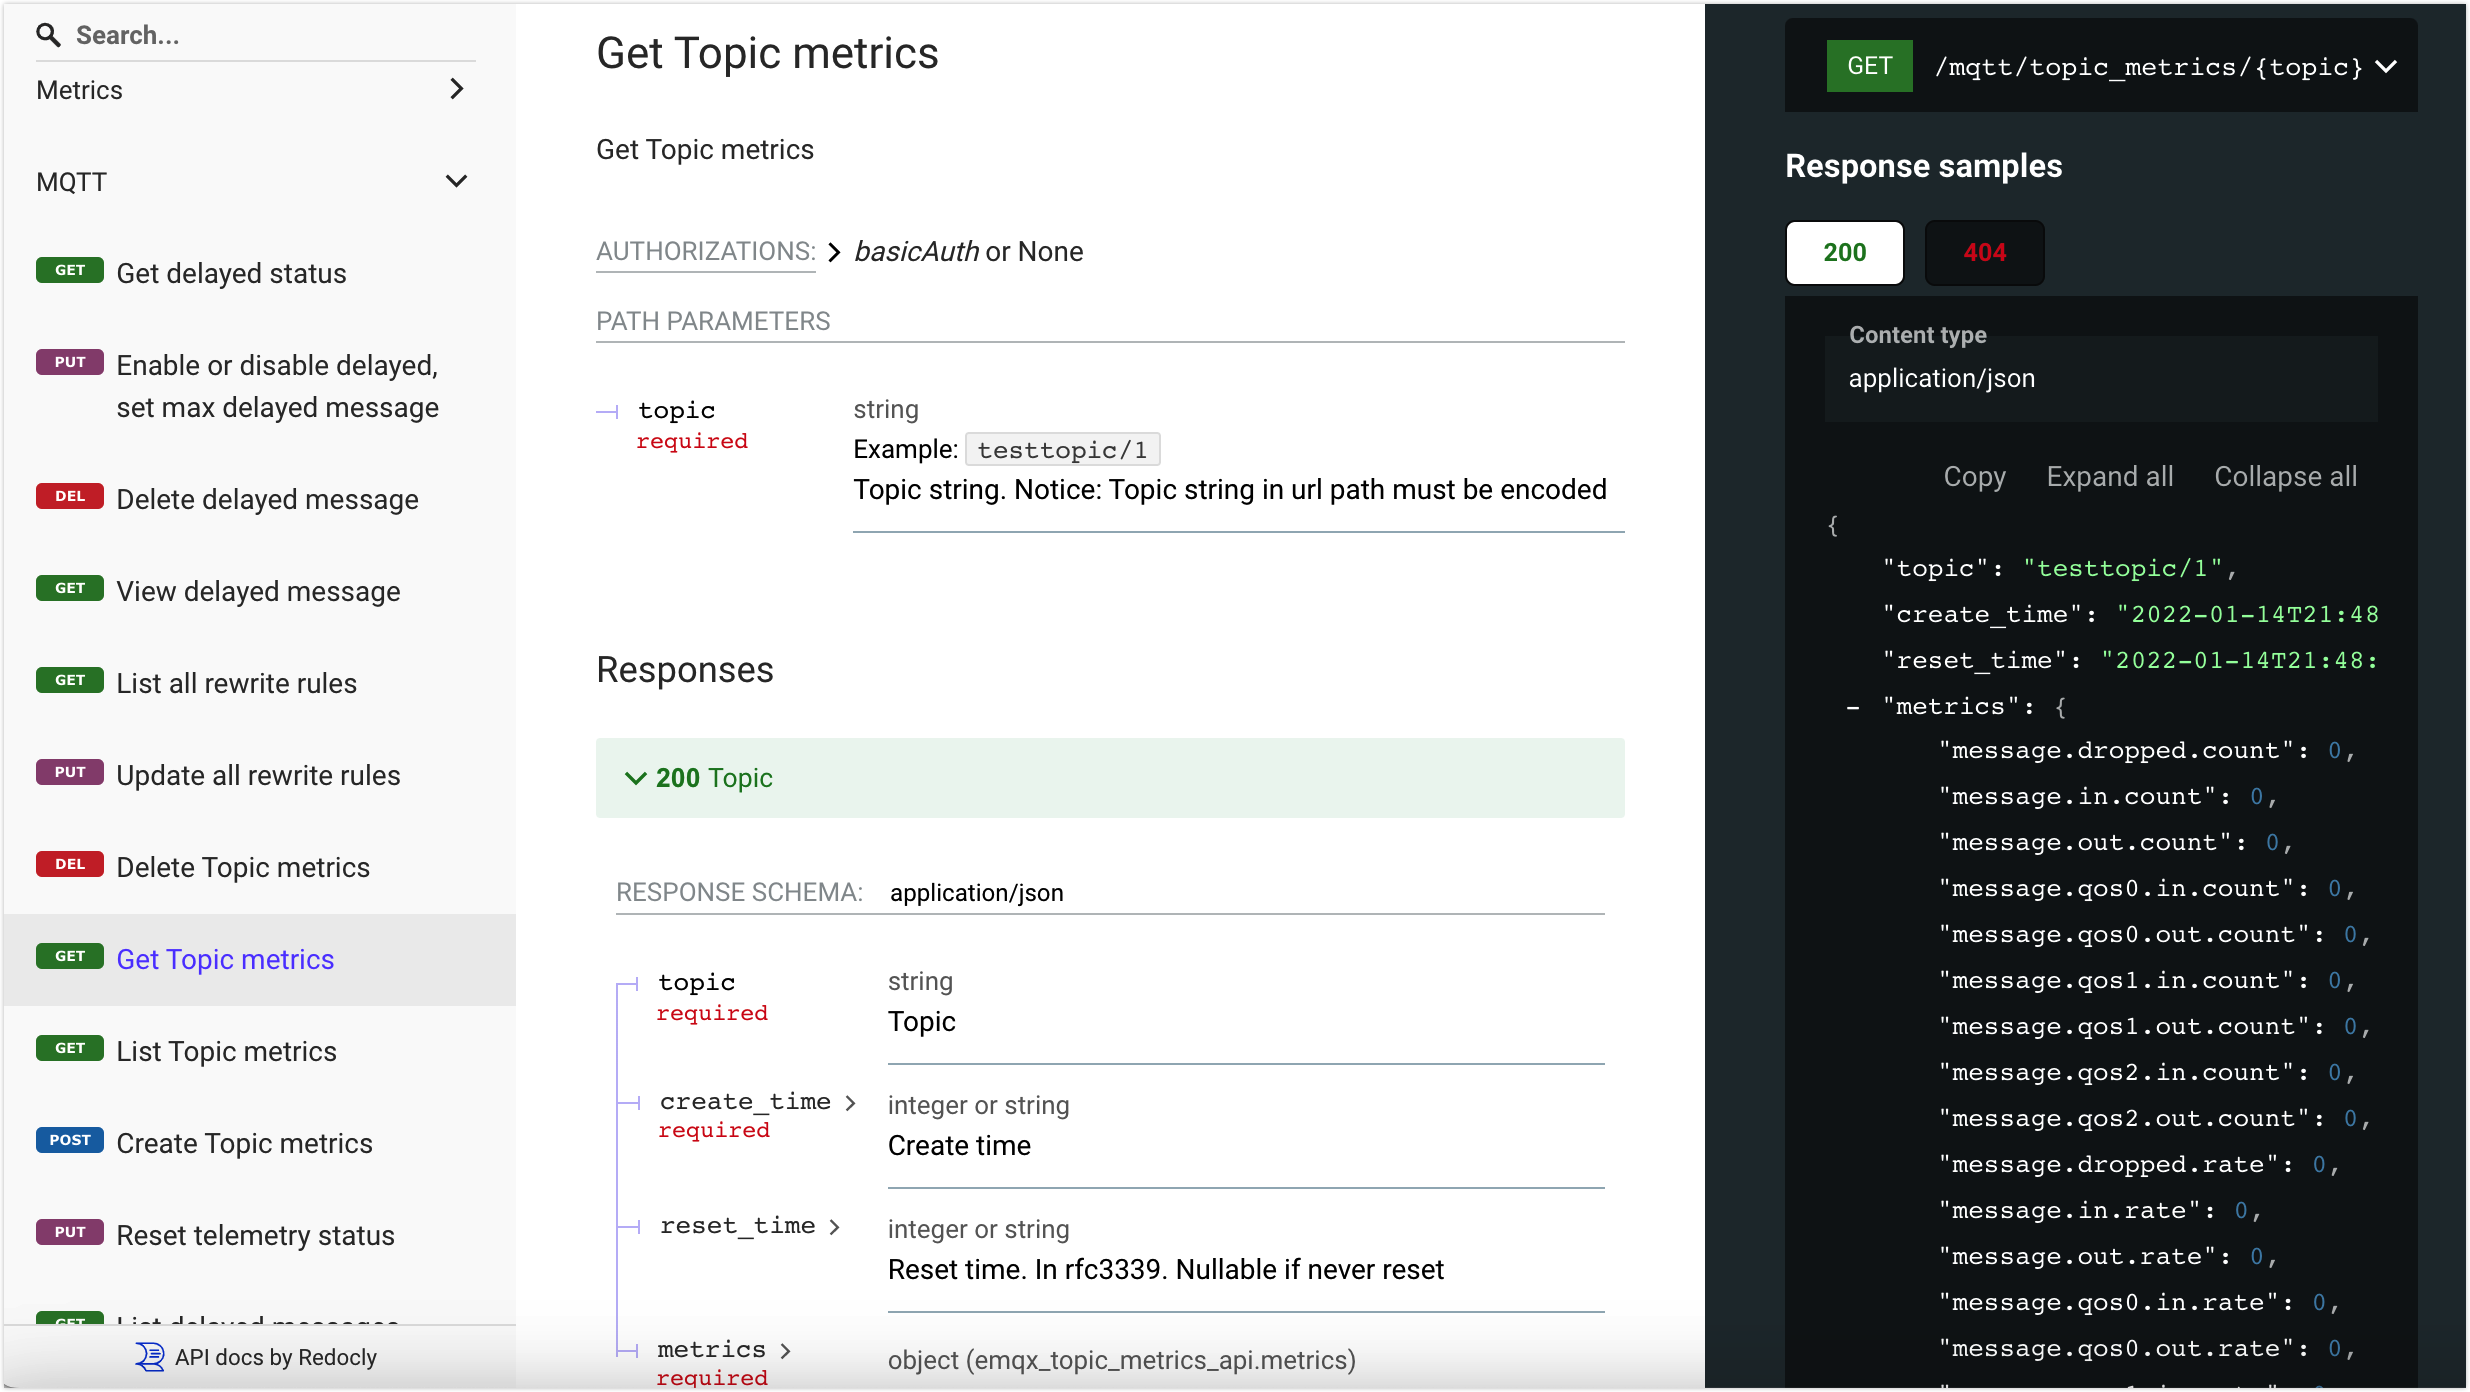 Search...
Metrics
MQTT
GET Get delayed status
PUT Enable or disable delayed,
set max delayed message
DEL Delete delayed message
GET View delayed message
GET List all rewrite rules
PUT Update all rewrite rules
DEL Delete Topic metrics
GET Get Topic metrics
GET List Topic metrics
POST Create Topic metrics
PUT Reset telemetry status
GET List delayed messages
API docs by Redocly
Get Topic metrics
Get Topic metrics
AUTHORIZATIONS: basicAuth or None
PATH PARAMETERS
topic
required
string
Example: testtopic/1
Topic string. Notice: Topic string in url path must be encoded
Responses
200 Topic
RESPONSE SCHEMA: application/json
topic
required
string
Topic
create_time
required
integer or string
Create time
reset_time
integer or string
Reset time. In rfc3339. Nullable if never reset
metrics
required
object (emqx_topic_metrics_api.metrics)
GET /mqtt/topic_metrics/{topic}
Response samples
200 404
Content type
application/json
Copy Expand all Collapse all
{
"topic": "testtopic/1",
"create_time": "2022-01-14T21:48
"reset_time": "2022-01-14T21:48:
- "metrics": {
"message.dropped.count": 0,
"message.in.count": 0,
"message.out.count": 0,
"message.qos0.in.count": 0,
"message.qos0.out.count": 0,
"message.qos1.in.count": 0,
"message.qos1.out.count": 0,
"message.qos2.in.count": 0,
"message.qos2.out.count": 0,
"message.dropped.rate": 0,
"message.in.rate": 0,
"message.out.rate": 0,
"message.qos0.in.rate": 0,
"message.qos0.out.rate": 0,